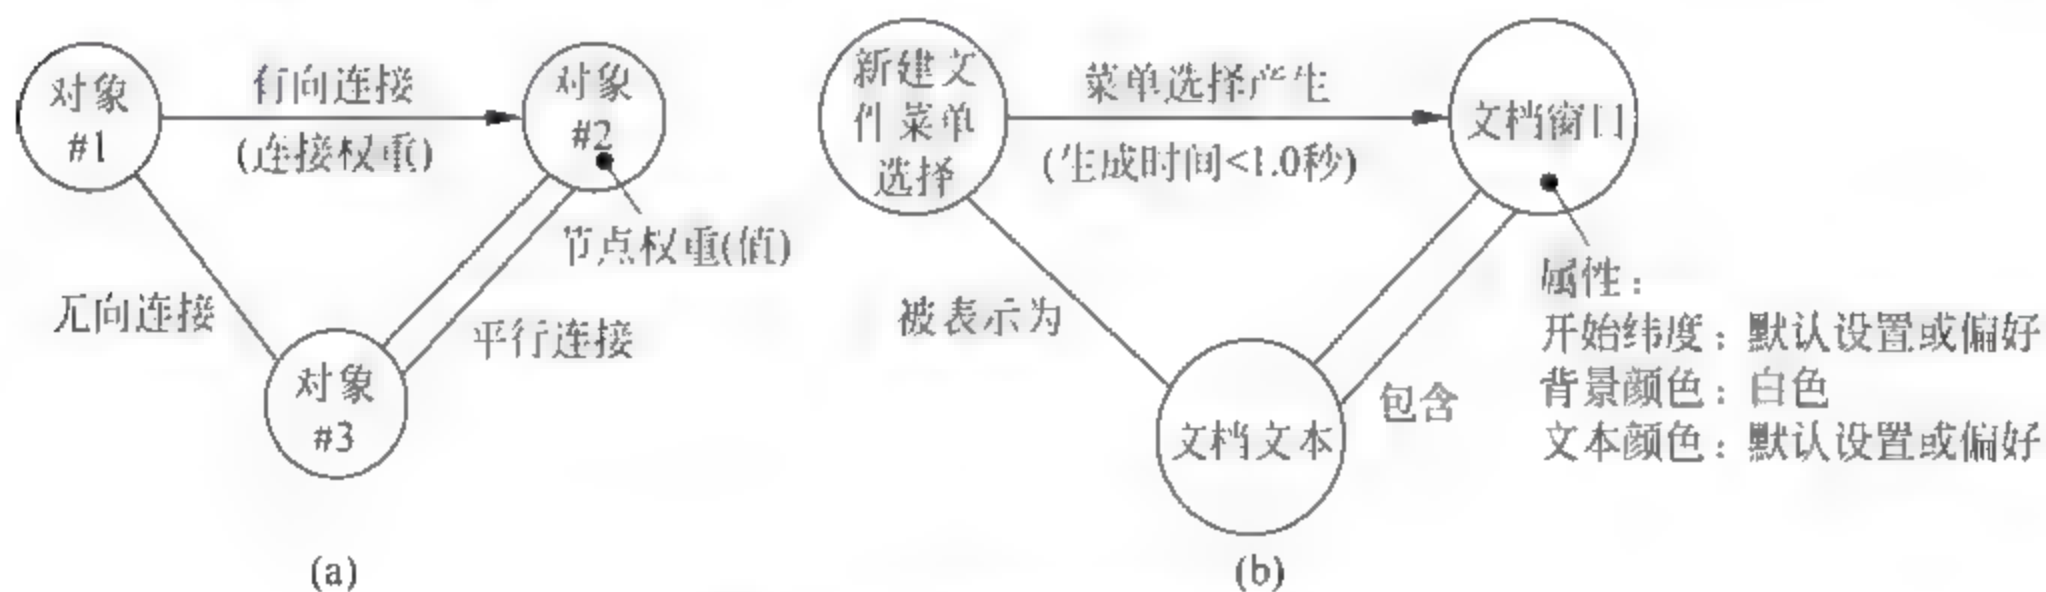 对象
#1
有向连接
(连接权重)
对象
#2
节点权重(值)
无向连接
平行连接
对象
#3
(a)
新建文
件菜单
选择
菜单选择产生
(生成时间<1.0秒)
文档窗口
被表示为
包含
文档文本
属性：
开始纬度：默认设置或偏好
背景颜色：白色
文本颜色：默认设置或偏好
(b)